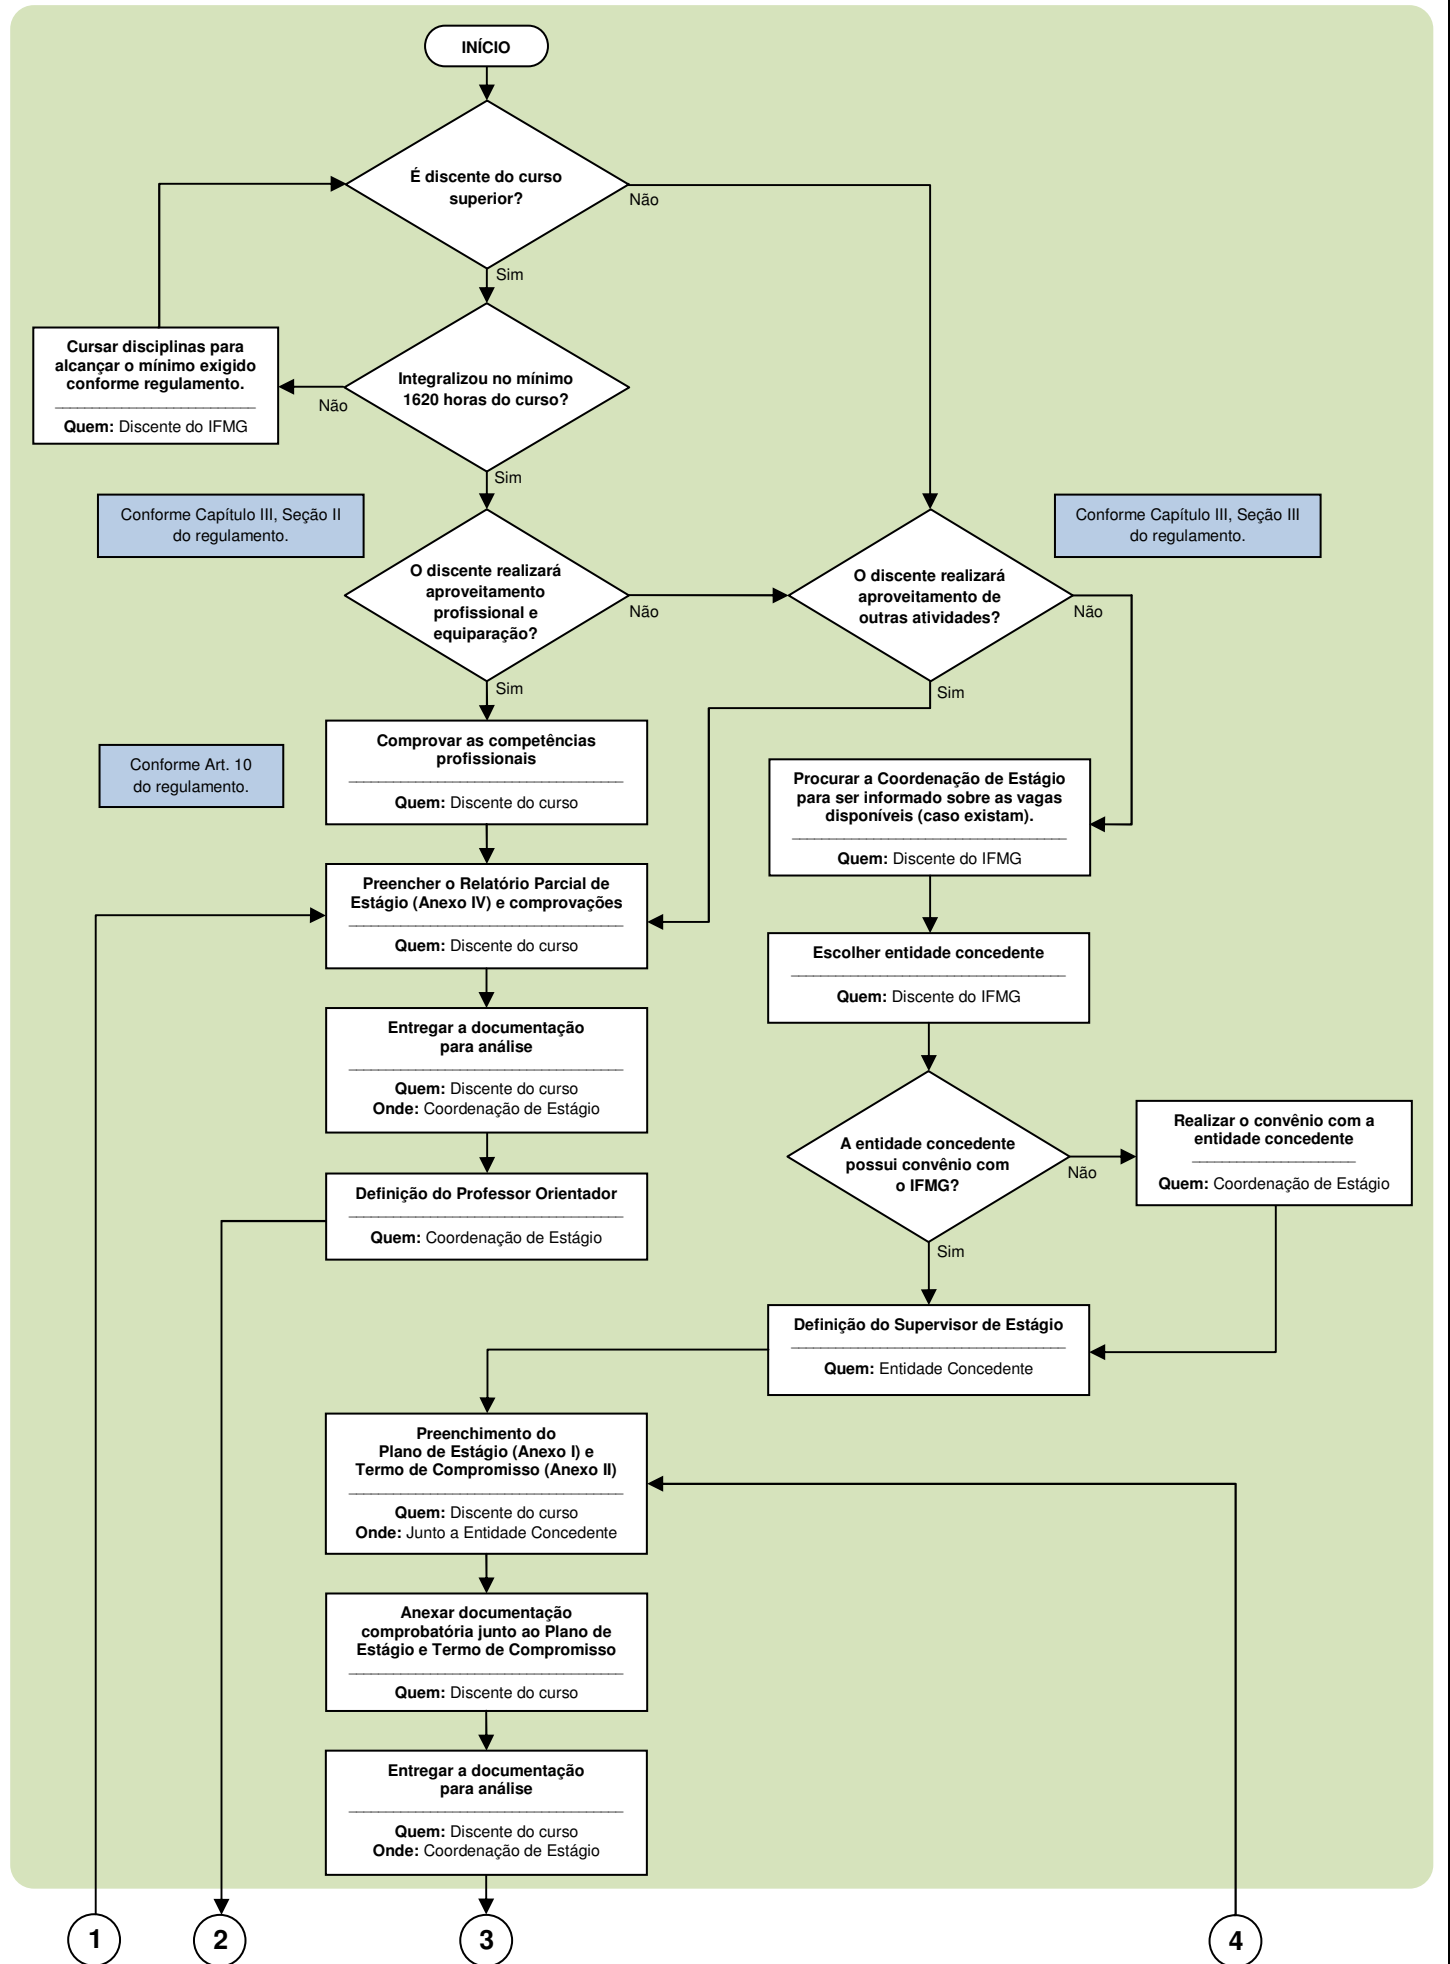 INÍCIO
É discente do curso
superior?
Não
Sim
Cursar disciplinas para
alcançar o mínimo exigido
conforme regulamento.
Quem: Discente do IFMG
Integralizou no mínimo
1620 horas do curso?
Não
Sim
Conforme Capítulo III, Seção II
do regulamento.
Conforme Capítulo III, Seção III
do regulamento.
O discente realizará
aproveitamento
profissional e
equiparação?
Não
Sim
O discente realizará
aproveitamento de
outras atividades?
Não
Sim
Conforme Art. 10
do regulamento.
Comprovar as competências
profissionais
Quem: Discente do curso
Procurar a Coordenação de Estágio
para ser informado sobre as vagas
disponíveis (caso existam).
Quem: Discente do IFMG
Preencher o Relatório Parcial de
Estágio (Anexo IV) e comprovações
Quem: Discente do curso
Escolher entidade concedente
Quem: Discente do IFMG
Entregar a documentação
para análise
Quem: Discente do curso
Onde: Coordenação de Estágio
A entidade concedente
possui convênio com
o IFMG?
Não
Sim
Realizar o convênio com a
entidade concedente
Quem: Coordenação de Estágio
Definição do Professor Orientador
Quem: Coordenação de Estágio
Definição do Supervisor de Estágio
Quem: Entidade Concedente
Preenchimento do
Plano de Estágio (Anexo I) e
Termo de Compromisso (Anexo II)
Quem: Discente do curso
Onde: Junto a Entidade Concedente
Anexar documentação
comprobatória junto ao Plano de
Estágio e Termo de Compromisso
Quem: Discente do curso
Entregar a documentação
para análise
Quem: Discente do curso
Onde: Coordenação de Estágio
1
2
3
4